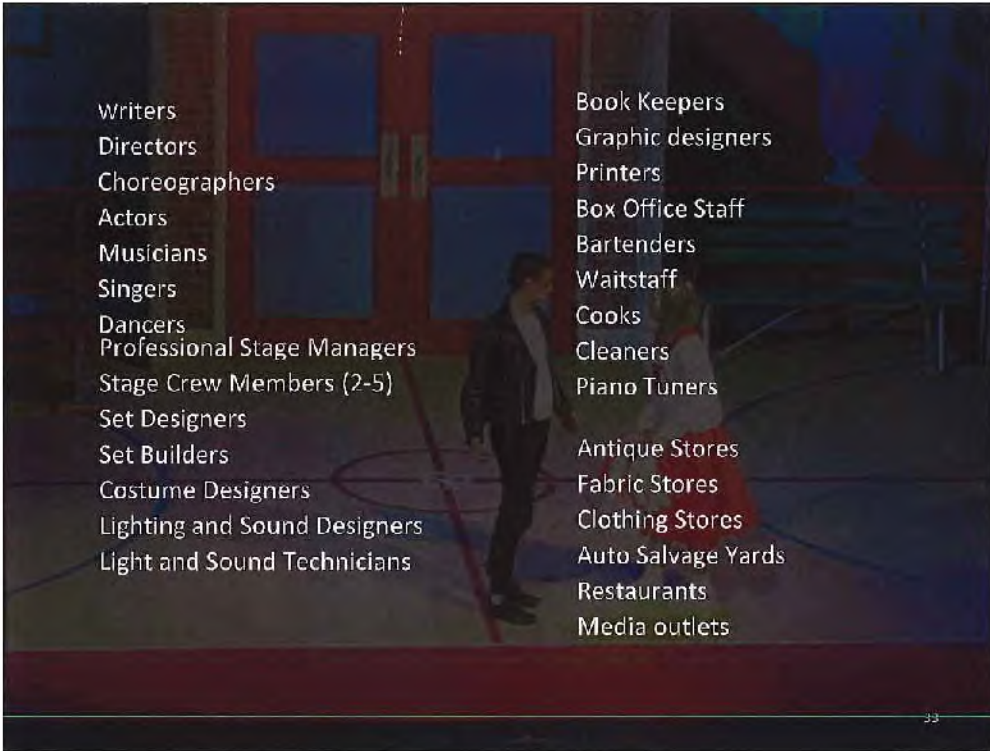 Writers
Directors
Choreographers
Actors
Musicians
Singers
Dancers
Professional Stage Managers
Stage Crew Members (2-5)
Set Designers
Set Builders
Costume Designers
Lighting and Sound Designers
Light and Sound Technicians
Book Keepers
Graphic designers
Printers
Box Office Staff
Bartenders
Waitstaff
Cooks
Cleaners
Piano Tuners
Antique Stores
Fabric Stores
Clothing Stores
Auto Salvage Yards
Restaurants
Media outlets
33